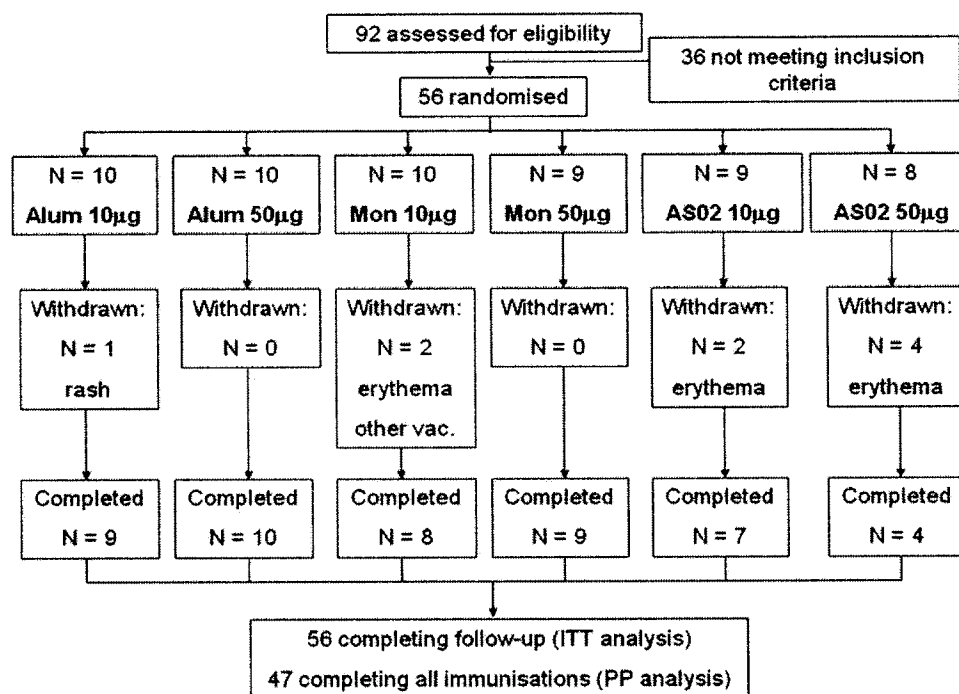 92 assessed for eligibility
36 not meeting inclusion
criteria
56 randomised
N = 10
Alum 10µg
N = 10
Alum 50µg
N = 10
Mon 10µg
N = 9
Mon 50µg
N = 9
AS02 10µg
N = 8
AS02 50µg
Withdrawn:
N = 1
rash
Withdrawn:
N = 0
Withdrawn:
N = 2
erythema
other vac.
Withdrawn:
N = 0
Withdrawn:
N = 2
erythema
Withdrawn:
N = 4
erythema
Completed
N = 9
Completed
N = 10
Completed
N = 8
Completed
N = 9
Completed
N = 7
Completed
N = 4
56 completing follow-up (ITT analysis)
47 completing all immunisations (PP analysis)